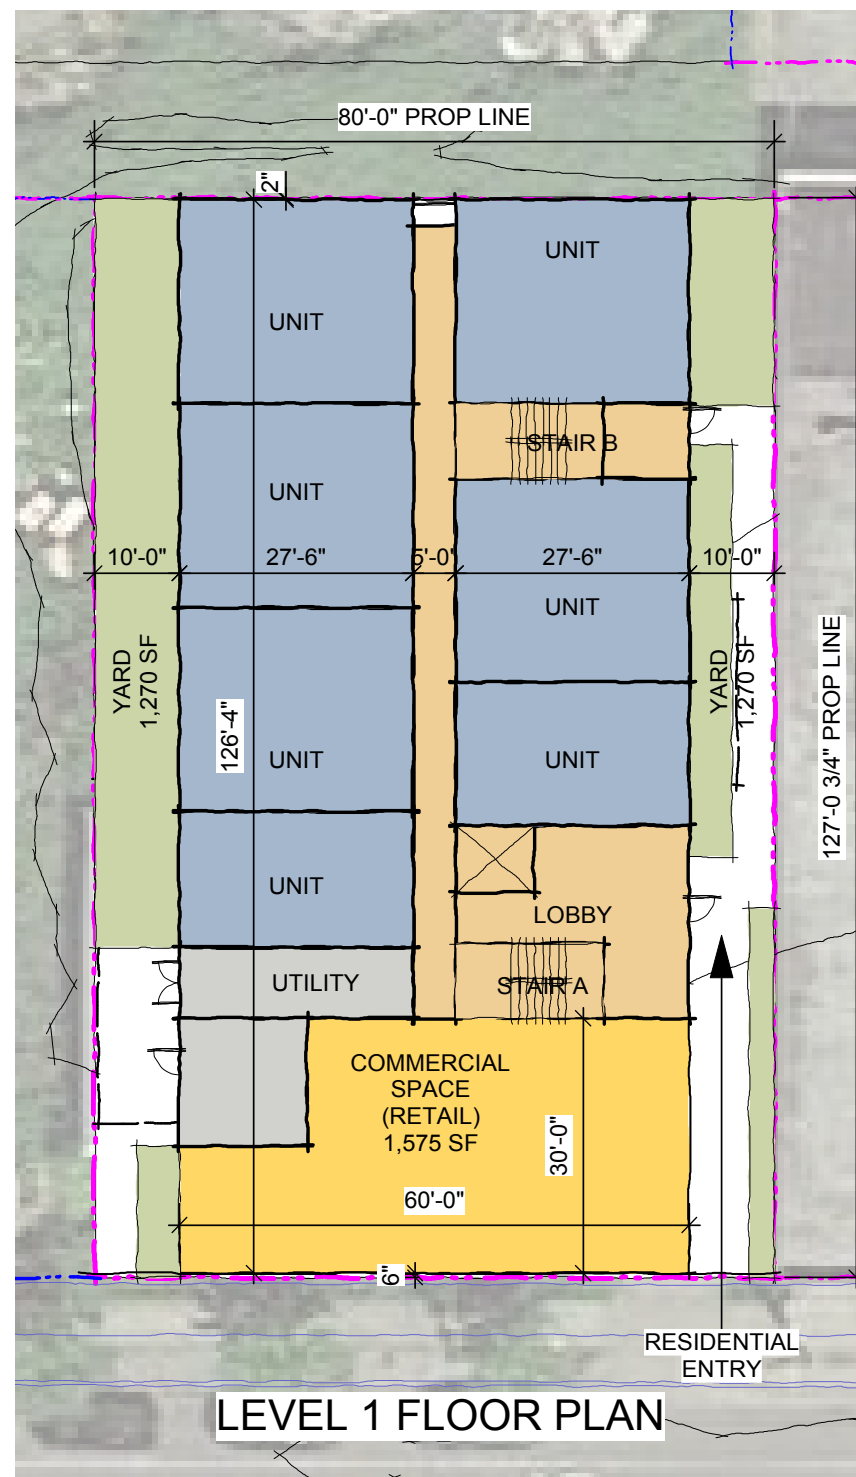 80'-0" PROP LINE
2"
UNIT
UNIT
STAIR B
UNIT
10'-0"
27'-6"
5'-0"
27'-6"
10'-0"
UNIT
YARD
1,270 SF
YARD
1,270 SF
127'-0 3/4" PROP LINE
126'-4"
UNIT
UNIT
UNIT
LOBBY
UTILITY
STAIR A
COMMERCIAL
SPACE
(RETAIL)
1,575 SF
30'-0"
60'-0"
6"
RESIDENTIAL
ENTRY
LEVEL 1 FLOOR PLAN